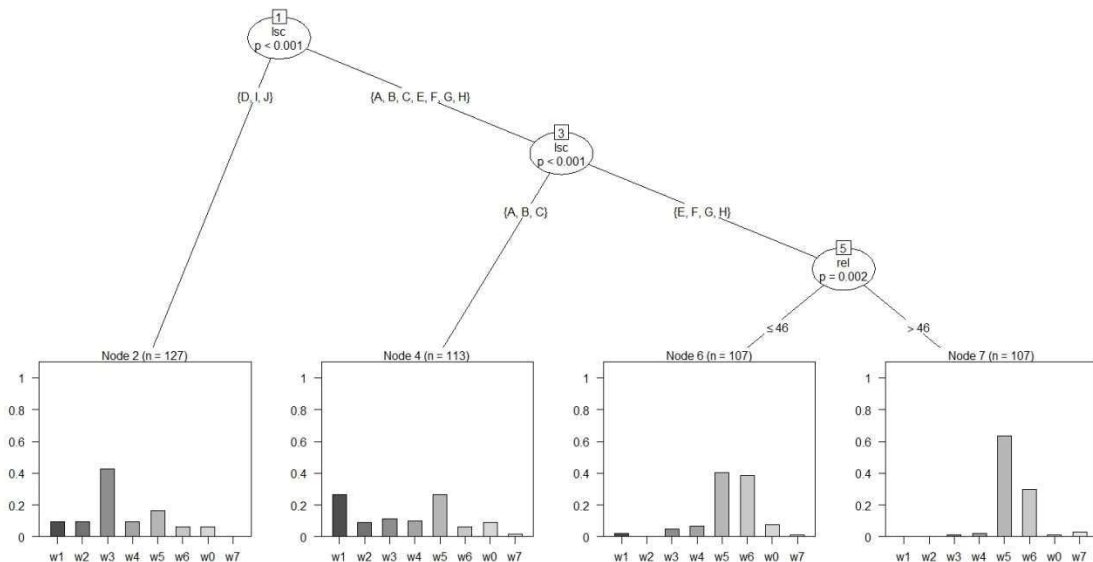 1
lsc
p < 0.001
{D, I, J}
{A, B, C, E, F, G, H}
3
lsc
p < 0.001
{A, B, C}
{E, F, G, H}
5
rel
p = 0.002
≤ 46
> 46
Node 2 (n = 127)
1
0.8
0.6
0.4
0.2
0
w1 w2 w3 w4 w5 w6 w0 w7
Node 4 (n = 113)
1
0.8
0.6
0.4
0.2
0
w1 w2 w3 w4 w5 w6 w0 w7
Node 6 (n = 107)
1
0.8
0.6
0.4
0.2
0
w1 w2 w3 w4 w5 w6 w0 w7
Node 7 (n = 107)
1
0.8
0.6
0.4
0.2
0
w1 w2 w3 w4 w5 w6 w0 w7